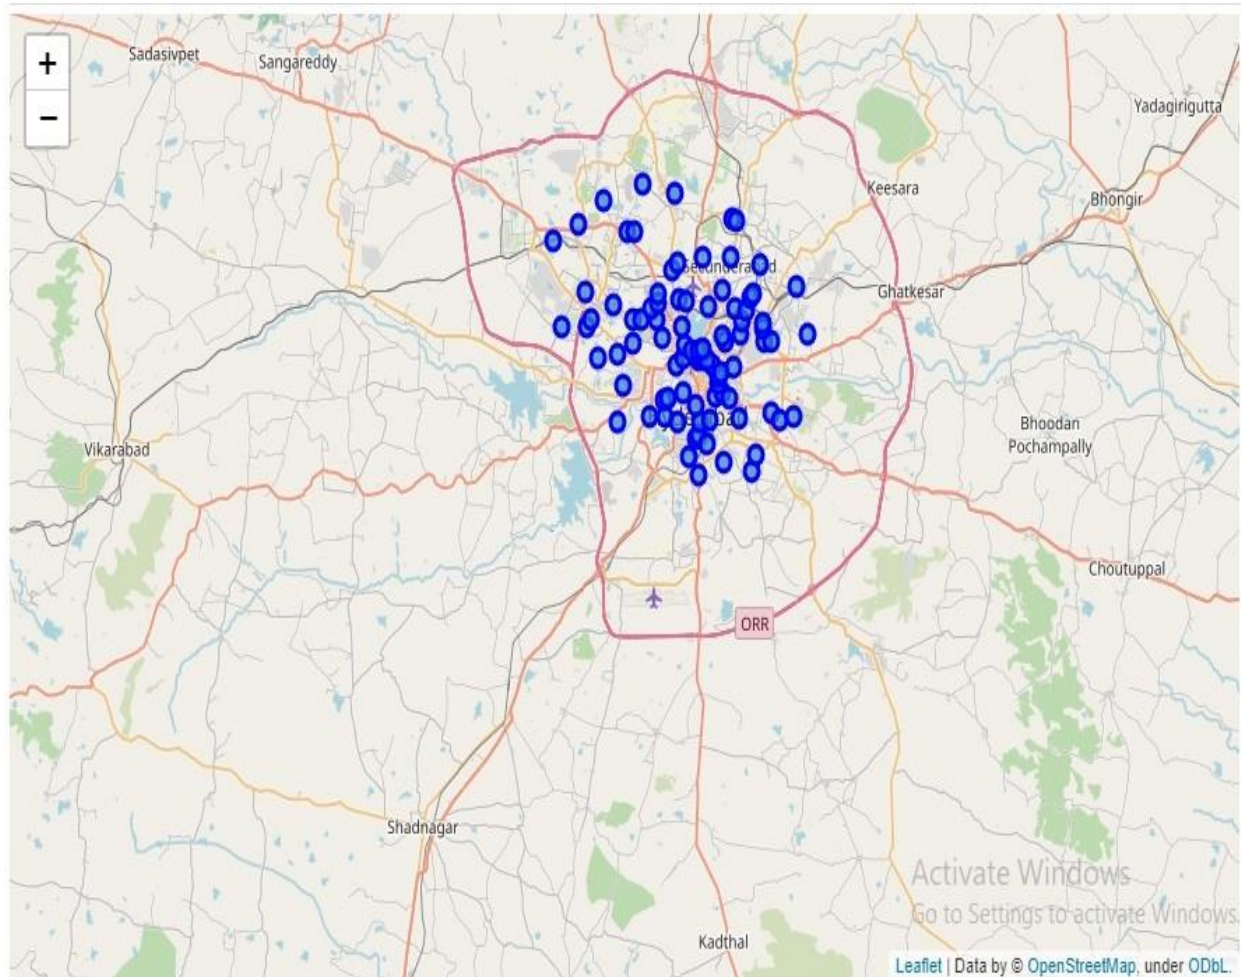 +
−
Sadasivpet
Sangareddy
Yadagirigutta
Keesara
Bhongir
Secunderabad
Ghatkesar
Bhoodan
Pochampally
Vikarabad
Choutuppal
ORR
Shadnagar
Activate Windows
Go to Settings to activate Windows.
Kadthal
Leaflet | Data by © OpenStreetMap, under ODbL.